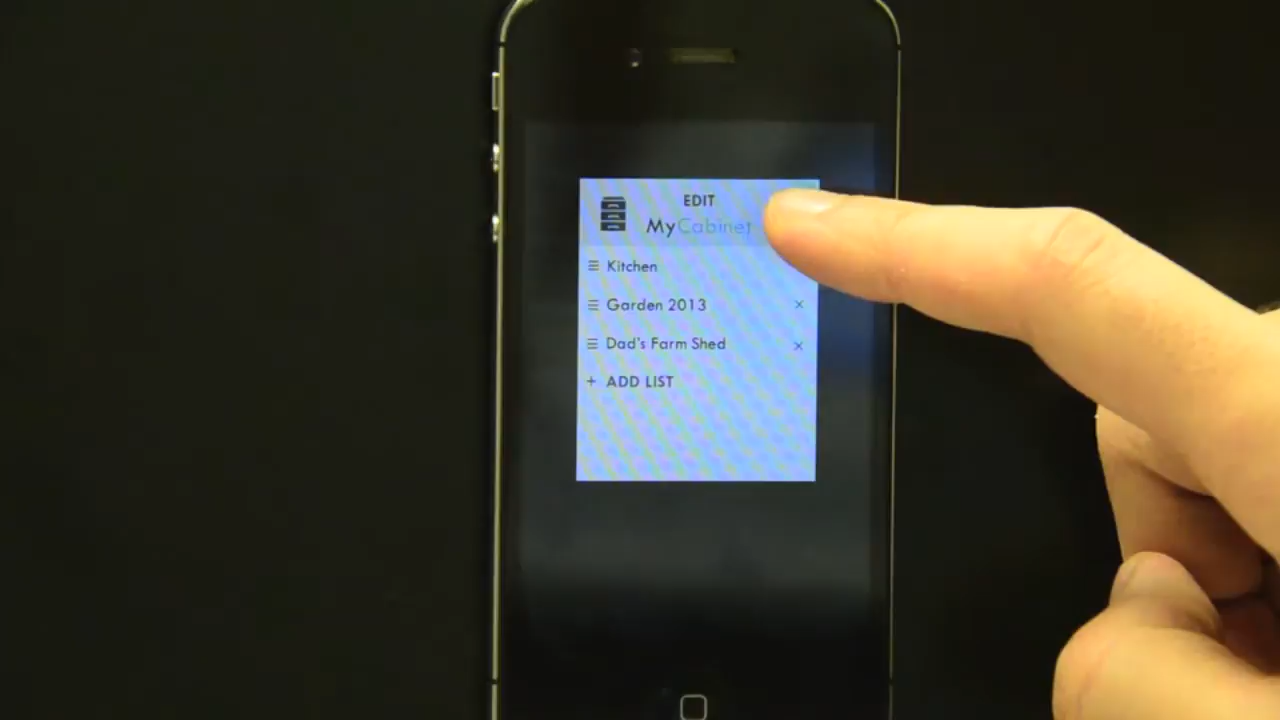 EDIT
MyCabinet
Kitchen
Garden 2013
Dad's Farm Shed
+ ADD LIST